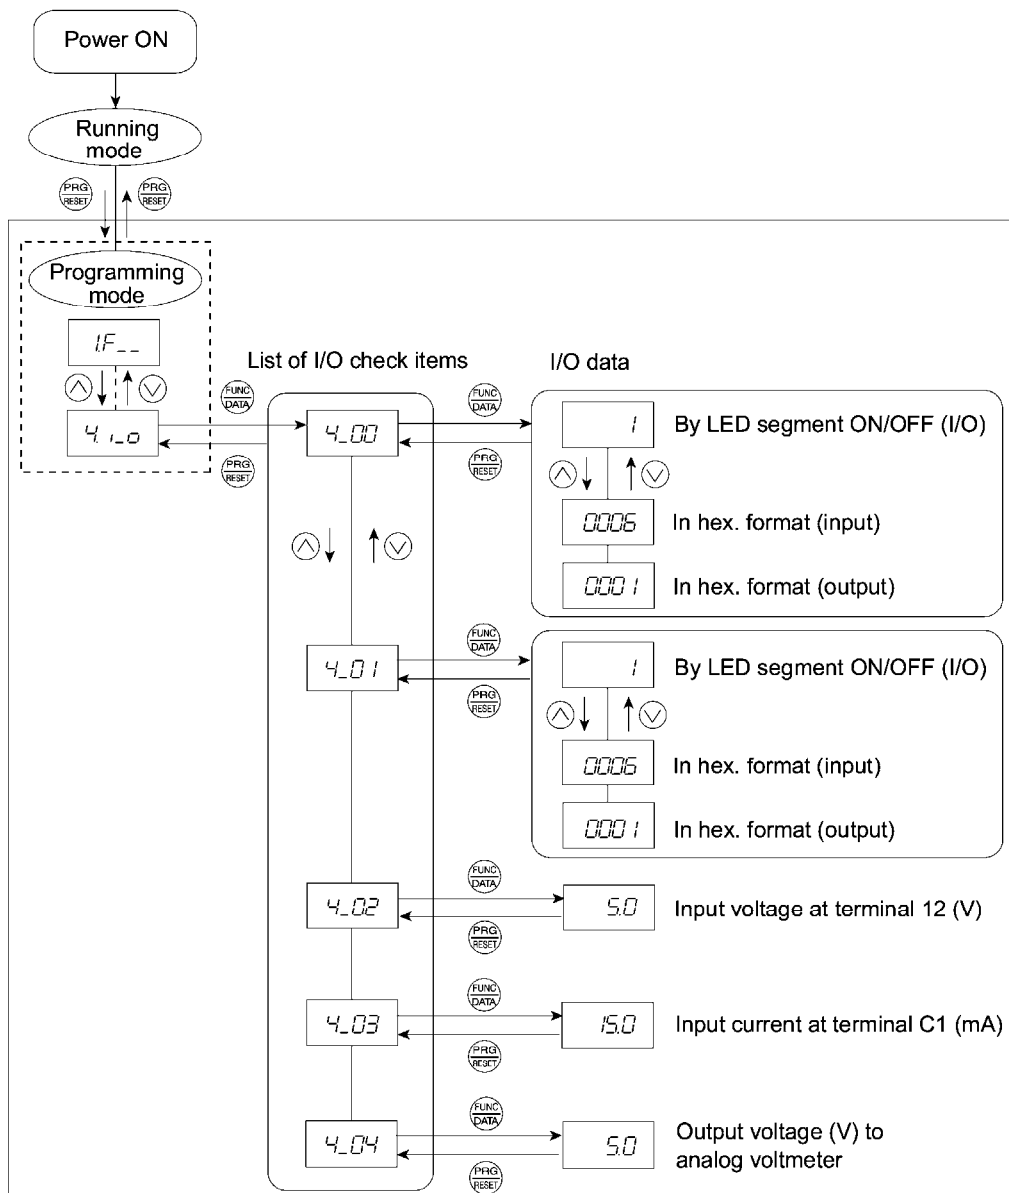 Power ON
Running
mode
PRG
RESET
PRG
RESET
Programming
mode
1.F__
4.i_o
FUNC
DATA
PRG
RESET
List of I/O check items
I/O data
4_00
FUNC
DATA
PRG
RESET
1
By LED segment ON/OFF (I/O)
0006
In hex. format (input)
0001
In hex. format (output)
4_01
FUNC
DATA
PRG
RESET
1
By LED segment ON/OFF (I/O)
0006
In hex. format (input)
0001
In hex. format (output)
4_02
FUNC
DATA
PRG
RESET
5.0
Input voltage at terminal 12 (V)
4_03
FUNC
DATA
PRG
RESET
15.0
Input current at terminal C1 (mA)
4_04
FUNC
DATA
PRG
RESET
5.0
Output voltage (V) to
analog voltmeter